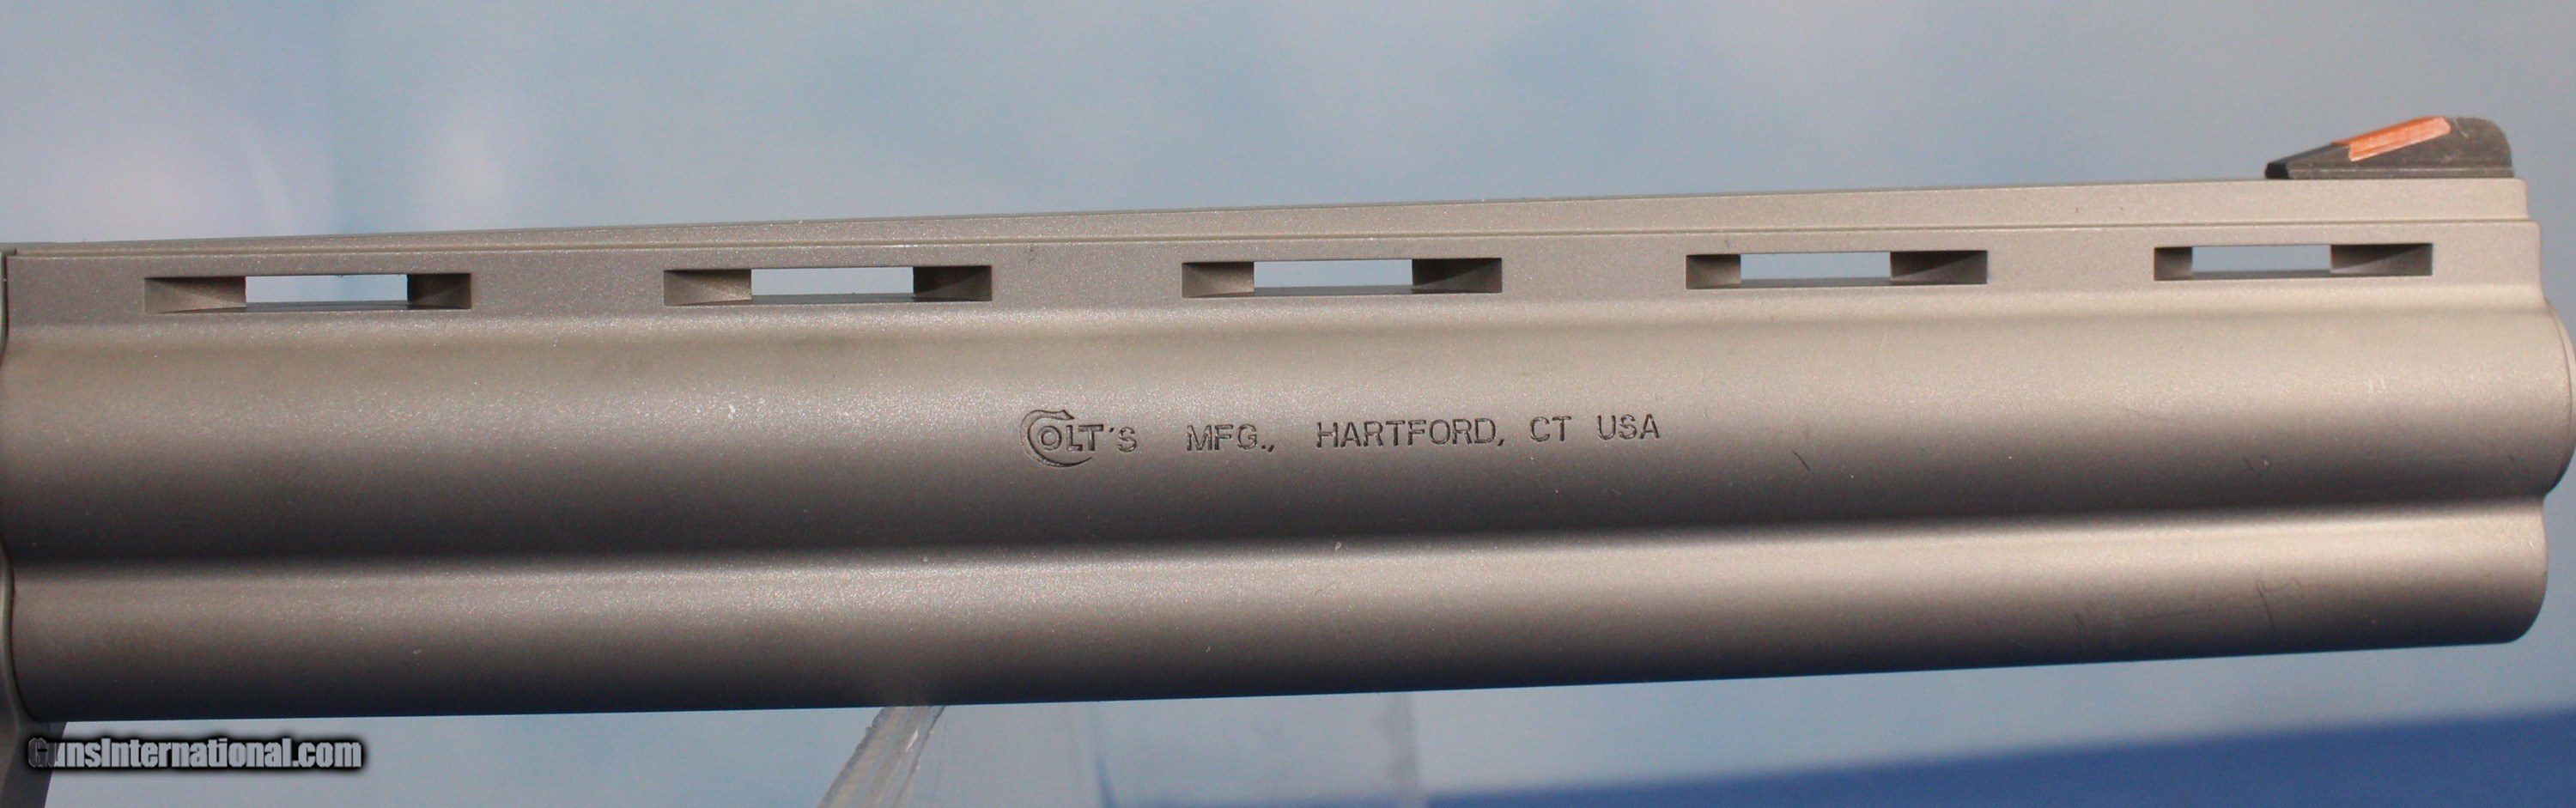 COLT'S MFG., HARTFORD, CT USA
GunsInternational.com